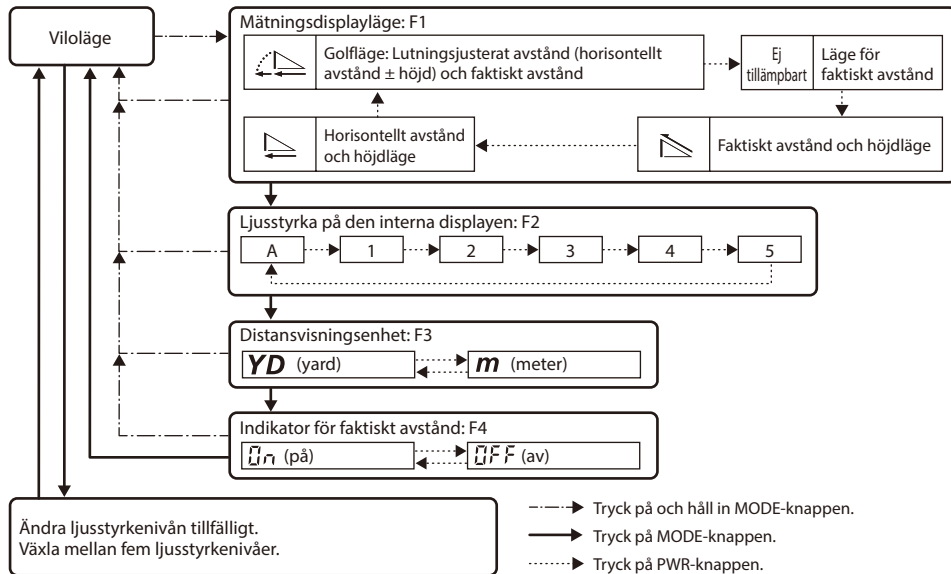 Viloläge
Mätningsdisplayläge: F1
Golfläge: Lutningsjusterat avstånd (horisontellt
avstånd ± höjd) och faktiskt avstånd
Ej
tillämpbart
Läge för
faktiskt avstånd
Horisontellt avstånd
och höjdläge
Faktiskt avstånd och höjdläge
Ljusstyrka på den interna displayen: F2
A 1 2 3 4 5
Distansvisningsenhet: F3
YD (yard) m (meter)
Indikator för faktiskt avstånd: F4
On (på) OFF (av)
Ändra ljusstyrkenivån tillfälligt.
Växla mellan fem ljusstyrkenivåer.
Tryck på och håll in MODE-knappen.
Tryck på MODE-knappen.
Tryck på PWR-knappen.